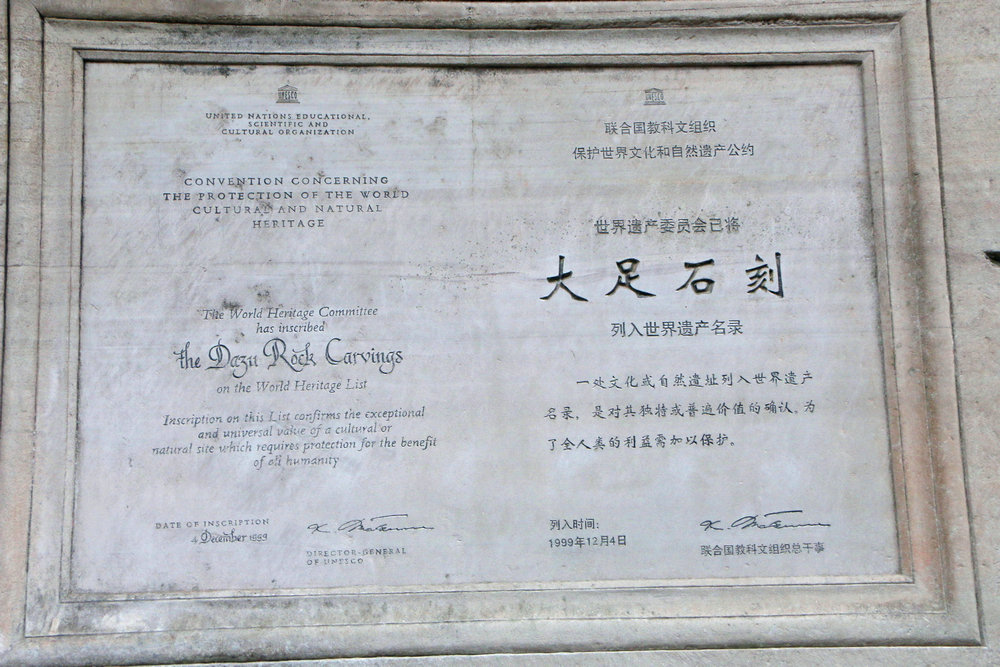 UNESCO
UNITED NATIONS EDUCATIONAL,
SCIENTIFIC AND
CULTURAL ORGANIZATION
CONVENTION CONCERNING
THE PROTECTION OF THE WORLD
CULTURAL AND NATURAL
HERITAGE
The World Heritage Committee
has inscribed
the Dazu Rock Carvings
on the World Heritage List
Inscription on this List confirms the exceptional
and universal value of a cultural or
natural site which requires protection for the benefit
of all humanity
DATE OF INSCRIPTION
4 December 1999
DIRECTOR-GENERAL
OF UNESCO
UNESCO
联合国教科文组织
保护世界文化和自然遗产公约
世界遗产委员会已将
大足石刻
列入世界遗产名录
一处文化或自然遗址列入世界遗产
名录，是对其独特或普遍价值的确认。为
了全人类的利益需加以保护。
列入时间：
1999年12月4日
联合国教科文组织总干事